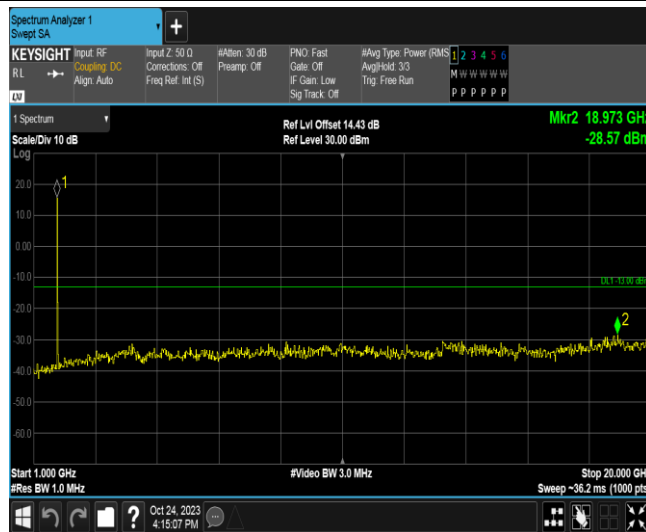 Spectrum Analyzer 1
Swept SA
+
KEYSIGHT
RL
LXI
Input: RF
Coupling: DC
Align: Auto
Input Z: 50 Ω
Corrections: Off
Freq Ref: Int (S)
#Atten: 30 dB
Preamp: Off
PNO: Fast
Gate: Off
IF Gain: Low
Sig Track: Off
#Avg Type: Power (RMS
Avg|Hold: 3/3
Trig: Free Run
1 2 3 4 5 6
M W W W W W
P P P P P P
1 Spectrum
Scale/Div 10 dB
Log
Ref Lvl Offset 14.43 dB
Ref Level 30.00 dBm
Mkr2 18.973 GHz
-28.57 dBm
1
20.0
10.0
0.00
-10.0
DL1 -13.00 dBm
-20.0
2
-30.0
-40.0
-50.0
-60.0
Start 1.000 GHz
#Video BW 3.0 MHz
Stop 20.000 GHz
#Res BW 1.0 MHz
Sweep ~36.2 ms (1000 pts)
?
Oct 24, 2023
4:15:07 PM